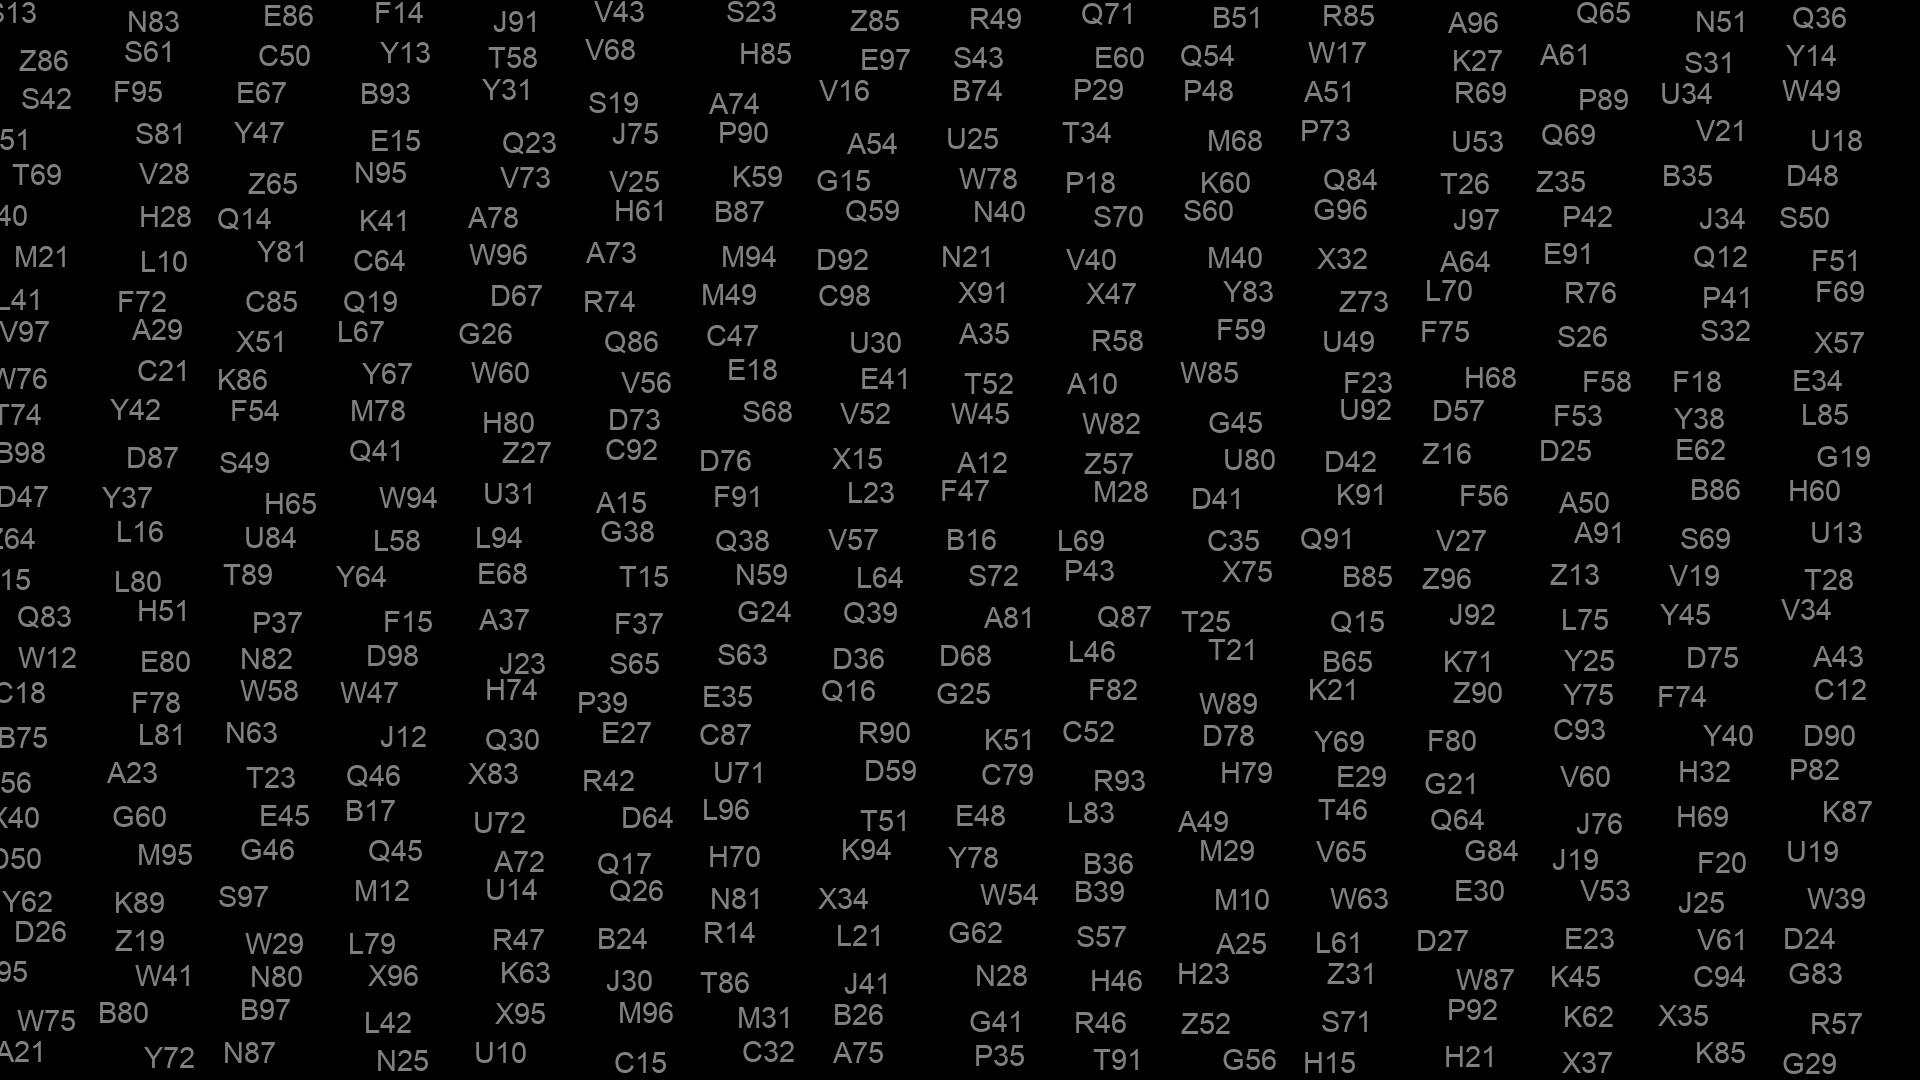 S13 N83 E86 F14 J91 V43 S23 Z85 R49 Q71 B51 R85 A96 Q65 N51 Q36
Z86 S61 C50 Y13 T58 V68 H85 E97 S43 E60 Q54 W17 K27 A61 S31 Y14
S42 F95 E67 B93 Y31 S19 A74 V16 B74 P29 P48 A51 R69 P89 U34 W49
51 S81 Y47 E15 Q23 J75 P90 A54 U25 T34 M68 P73 U53 Q69 V21 U18
T69 V28 Z65 N95 V73 V25 K59 G15 W78 P18 K60 Q84 T26 Z35 B35 D48
40 H28 Q14 K41 A78 H61 B87 Q59 N40 S70 S60 G96 J97 P42 J34 S50
M21 L10 Y81 C64 W96 A73 M94 D92 N21 V40 M40 X32 A64 E91 Q12 F51
L41 F72 C85 Q19 D67 R74 M49 C98 X91 X47 Y83 Z73 L70 R76 P41 F69
V97 A29 X51 L67 G26 Q86 C47 U30 A35 R58 F59 U49 F75 S26 S32 X57
W76 C21 K86 Y67 W60 V56 E18 E41 T52 A10 W85 F23 H68 F58 F18 E34
T74 Y42 F54 M78 H80 D73 S68 V52 W45 W82 G45 U92 D57 F53 Y38 L85
B98 D87 S49 Q41 Z27 C92 D76 X15 A12 Z57 U80 D42 Z16 D25 E62 G19
D47 Y37 H65 W94 U31 A15 F91 L23 F47 M28 D41 K91 F56 A50 B86 H60
Z64 L16 U84 L58 L94 G38 Q38 V57 B16 L69 C35 Q91 V27 A91 S69 U13
15 L80 T89 Y64 E68 T15 N59 L64 S72 P43 X75 B85 Z96 Z13 V19 T28
Q83 H51 P37 F15 A37 F37 G24 Q39 A81 Q87 T25 Q15 J92 L75 Y45 V34
W12 E80 N82 D98 J23 S65 S63 D36 D68 L46 T21 B65 K71 Y25 D75 A43
C18 F78 W58 W47 H74 P39 E35 Q16 G25 F82 W89 K21 Z90 Y75 F74 C12
B75 L81 N63 J12 Q30 E27 C87 R90 K51 C52 D78 Y69 F80 C93 Y40 D90
56 A23 T23 Q46 X83 R42 U71 D59 C79 R93 H79 E29 G21 V60 H32 P82
X40 G60 E45 B17 U72 D64 L96 T51 E48 L83 A49 T46 Q64 J76 H69 K87
D50 M95 G46 Q45 A72 Q17 H70 K94 Y78 B36 M29 V65 G84 J19 F20 U19
Y62 K89 S97 M12 U14 Q26 N81 X34 W54 B39 M10 W63 E30 V53 J25 W39
D26 Z19 W29 L79 R47 B24 R14 L21 G62 S57 A25 L61 D27 E23 V61 D24
95 W41 N80 X96 K63 J30 T86 J41 N28 H46 H23 Z31 W87 K45 C94 G83
W75 B80 B97 L42 X95 M96 M31 B26 G41 R46 Z52 S71 P92 K62 X35 R57
A21 Y72 N87 N25 U10 C15 C32 A75 P35 T91 G56 H15 H21 X37 K85 G29